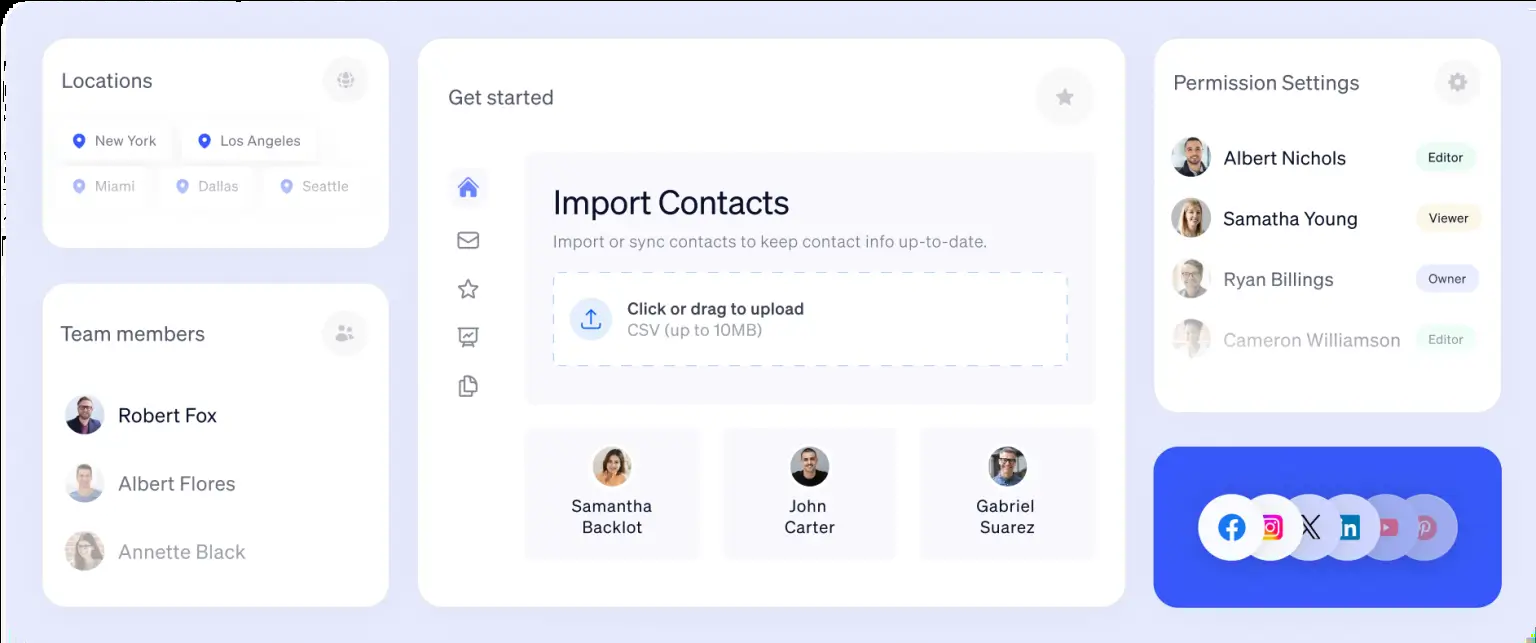 Locations
New York
Los Angeles
Miami
Dallas
Seattle
Team members
Robert Fox
Albert Flores
Annette Black
Get started
Import Contacts
Import or sync contacts to keep contact info up-to-date.
Click or drag to upload
CSV (up to 10MB)
Samantha
Backlot
John
Carter
Gabriel
Suarez
Permission Settings
Albert Nichols
Editor
Samatha Young
Viewer
Ryan Billings
Owner
Cameron Williamson
Editor
in